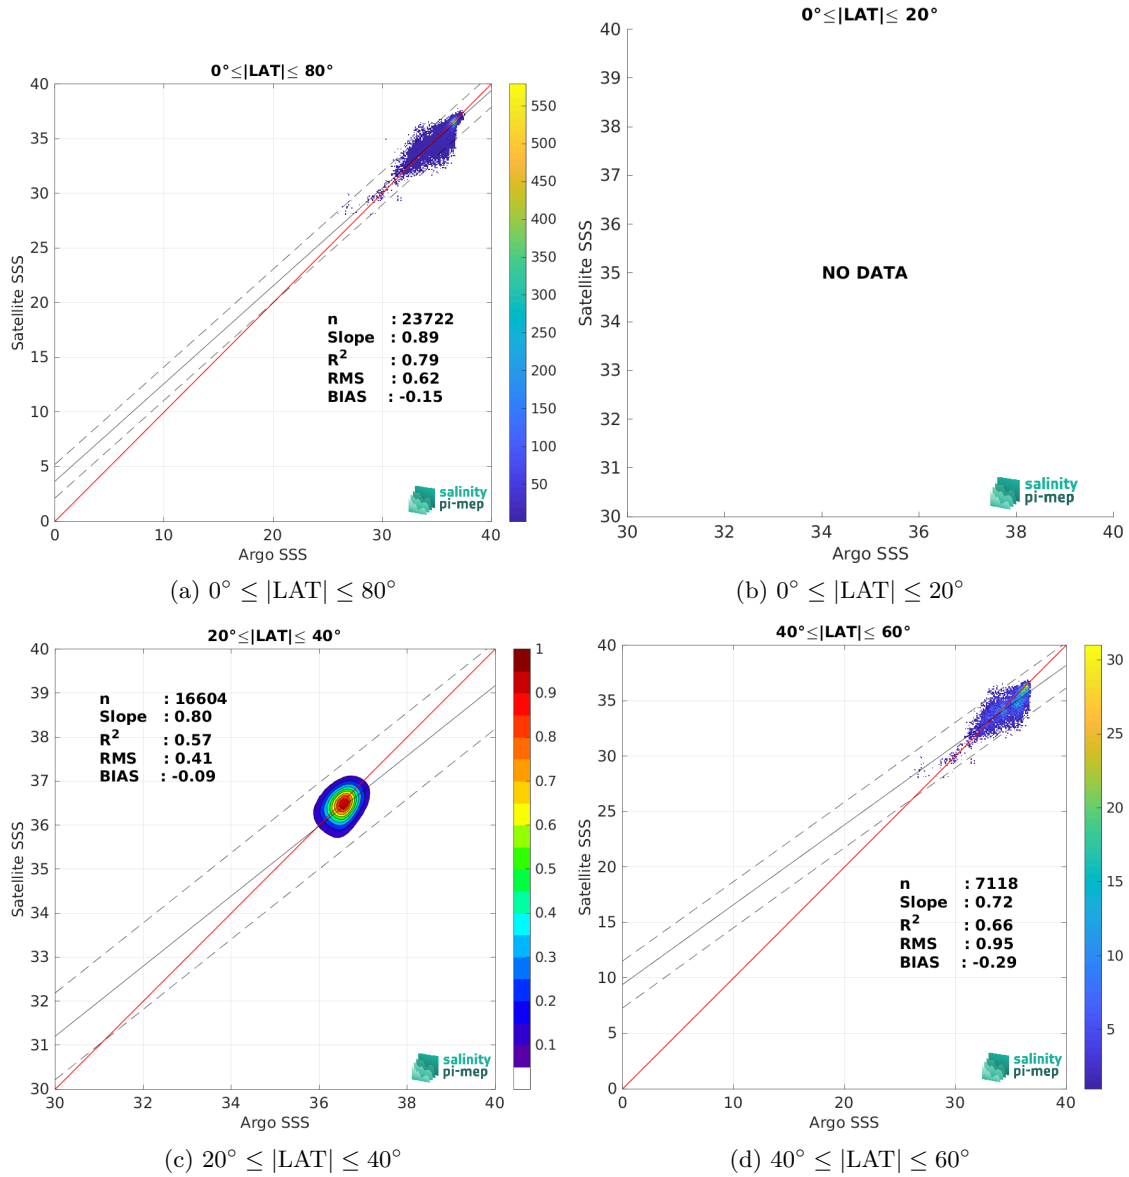 0°≤|LAT|≤ 80°
40
35
30
25
20
15
10
5
0
0
10
20
30
40
Satellite SSS
Argo SSS
n : 23722
Slope : 0.89
R² : 0.79
RMS : 0.62
BIAS : -0.15
salinity
pi-mep
550
500
450
400
350
300
250
200
150
100
50
(a) 0° ≤ |LAT| ≤ 80°
0°≤|LAT|≤ 20°
40
39
38
37
36
35
34
33
32
31
30
30
32
34
36
38
40
Satellite SSS
Argo SSS
NO DATA
salinity
pi-mep
(b) 0° ≤ |LAT| ≤ 20°
20°≤|LAT|≤ 40°
40
39
38
37
36
35
34
33
32
31
30
30
32
34
36
38
40
Satellite SSS
Argo SSS
n : 16604
Slope : 0.80
R² : 0.57
RMS : 0.41
BIAS : -0.09
salinity
pi-mep
1
0.9
0.8
0.7
0.6
0.5
0.4
0.3
0.2
0.1
(c) 20° ≤ |LAT| ≤ 40°
40°≤|LAT|≤ 60°
40
35
30
25
20
15
10
5
0
0
10
20
30
40
Satellite SSS
Argo SSS
n : 7118
Slope : 0.72
R² : 0.66
RMS : 0.95
BIAS : -0.29
salinity
pi-mep
30
25
20
15
10
5
(d) 40° ≤ |LAT| ≤ 60°